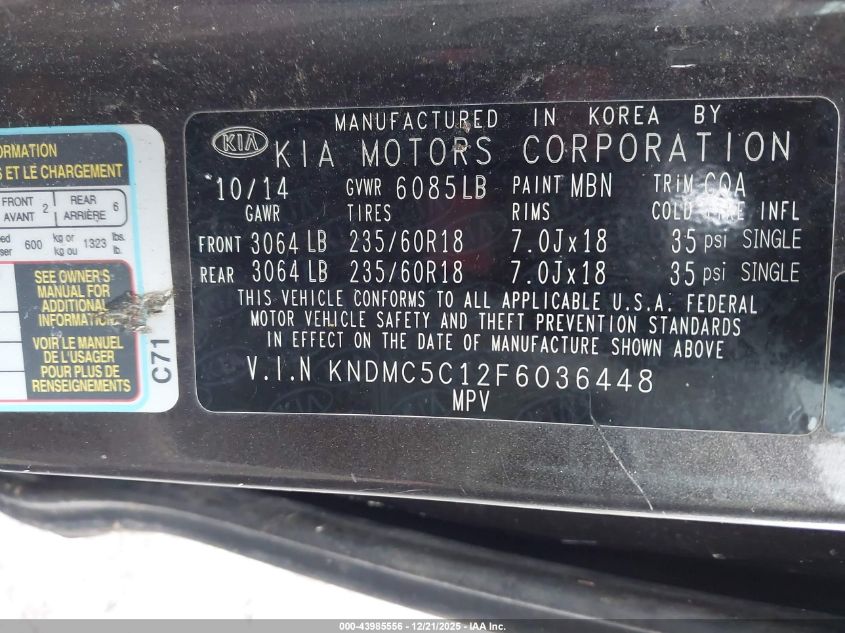 ORMATION
S ET LE CHARGEMENT
FRONT AVANT 2 REAR ARRIÈRE 6
600 kg or kg ou 1323 lbs. lb.
SEE OWNER'S
MANUAL FOR
ADDITIONAL
INFORMATION
VOIR LE MANUEL
DE L'USAGER
POUR PLUS DE
RENSEIGNEMENTS
C71
MANUFACTURED IN KOREA BY
KIA KIA MOTORS CORPORATION
10/14 GVWR 6085LB PAINT MBN TRIM CQA
GAWR TIRES RIMS COLD TIRE INFL
FRONT 3064 LB 235/60R18 7.0Jx18 35 psi SINGLE
REAR 3064 LB 235/60R18 7.0Jx18 35 psi SINGLE
THIS VEHICLE CONFORMS TO ALL APPLICABLE U.S.A. FEDERAL
MOTOR VEHICLE SAFETY AND THEFT PREVENTION STANDARDS
IN EFFECT ON THE DATE OF MANUFACTURE SHOWN ABOVE
V.I.N KNDMC5C12F6036448
MPV
000-43985556 - 12/21/2025 - IAA Inc.